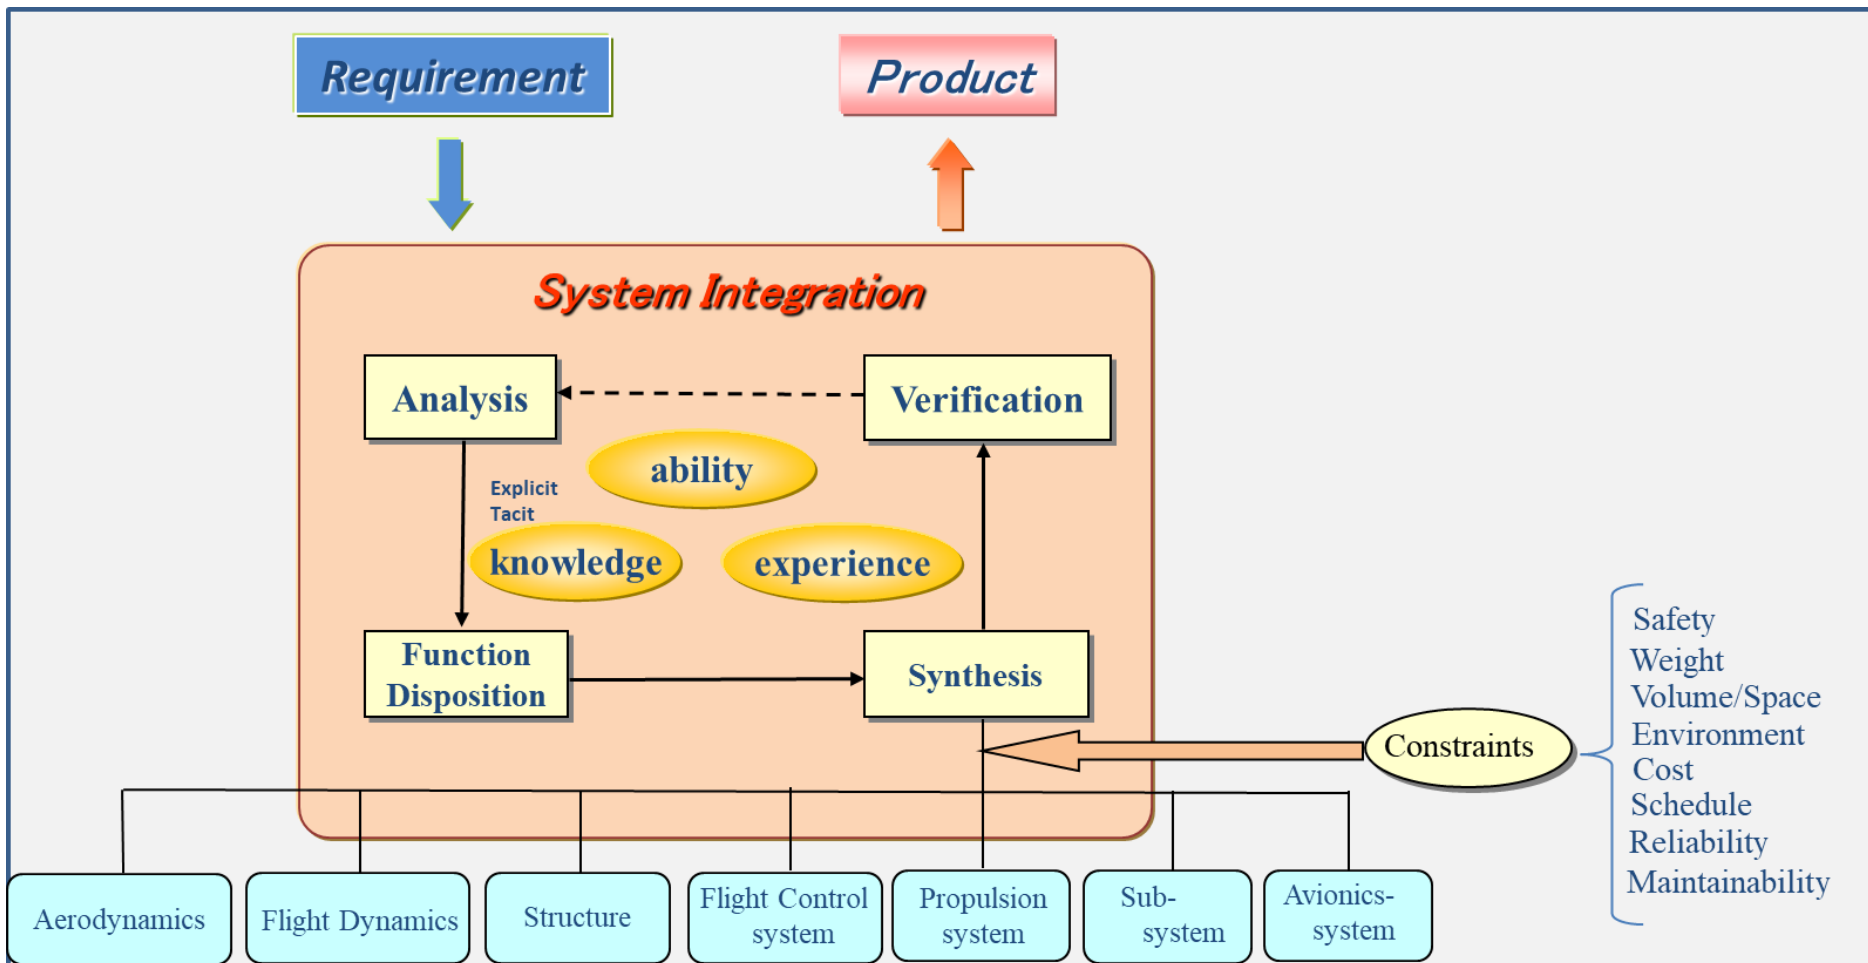 Requirement
Product
System Integration
Analysis
Verification
ability
Explicit
Tacit
knowledge
experience
Function
Disposition
Synthesis
Constraints
Safety
Weight
Volume/Space
Environment
Cost
Schedule
Reliability
Maintainability
Aerodynamics
Flight Dynamics
Structure
Flight Control
system
Propulsion
system
Sub-
system
Avionics-
system